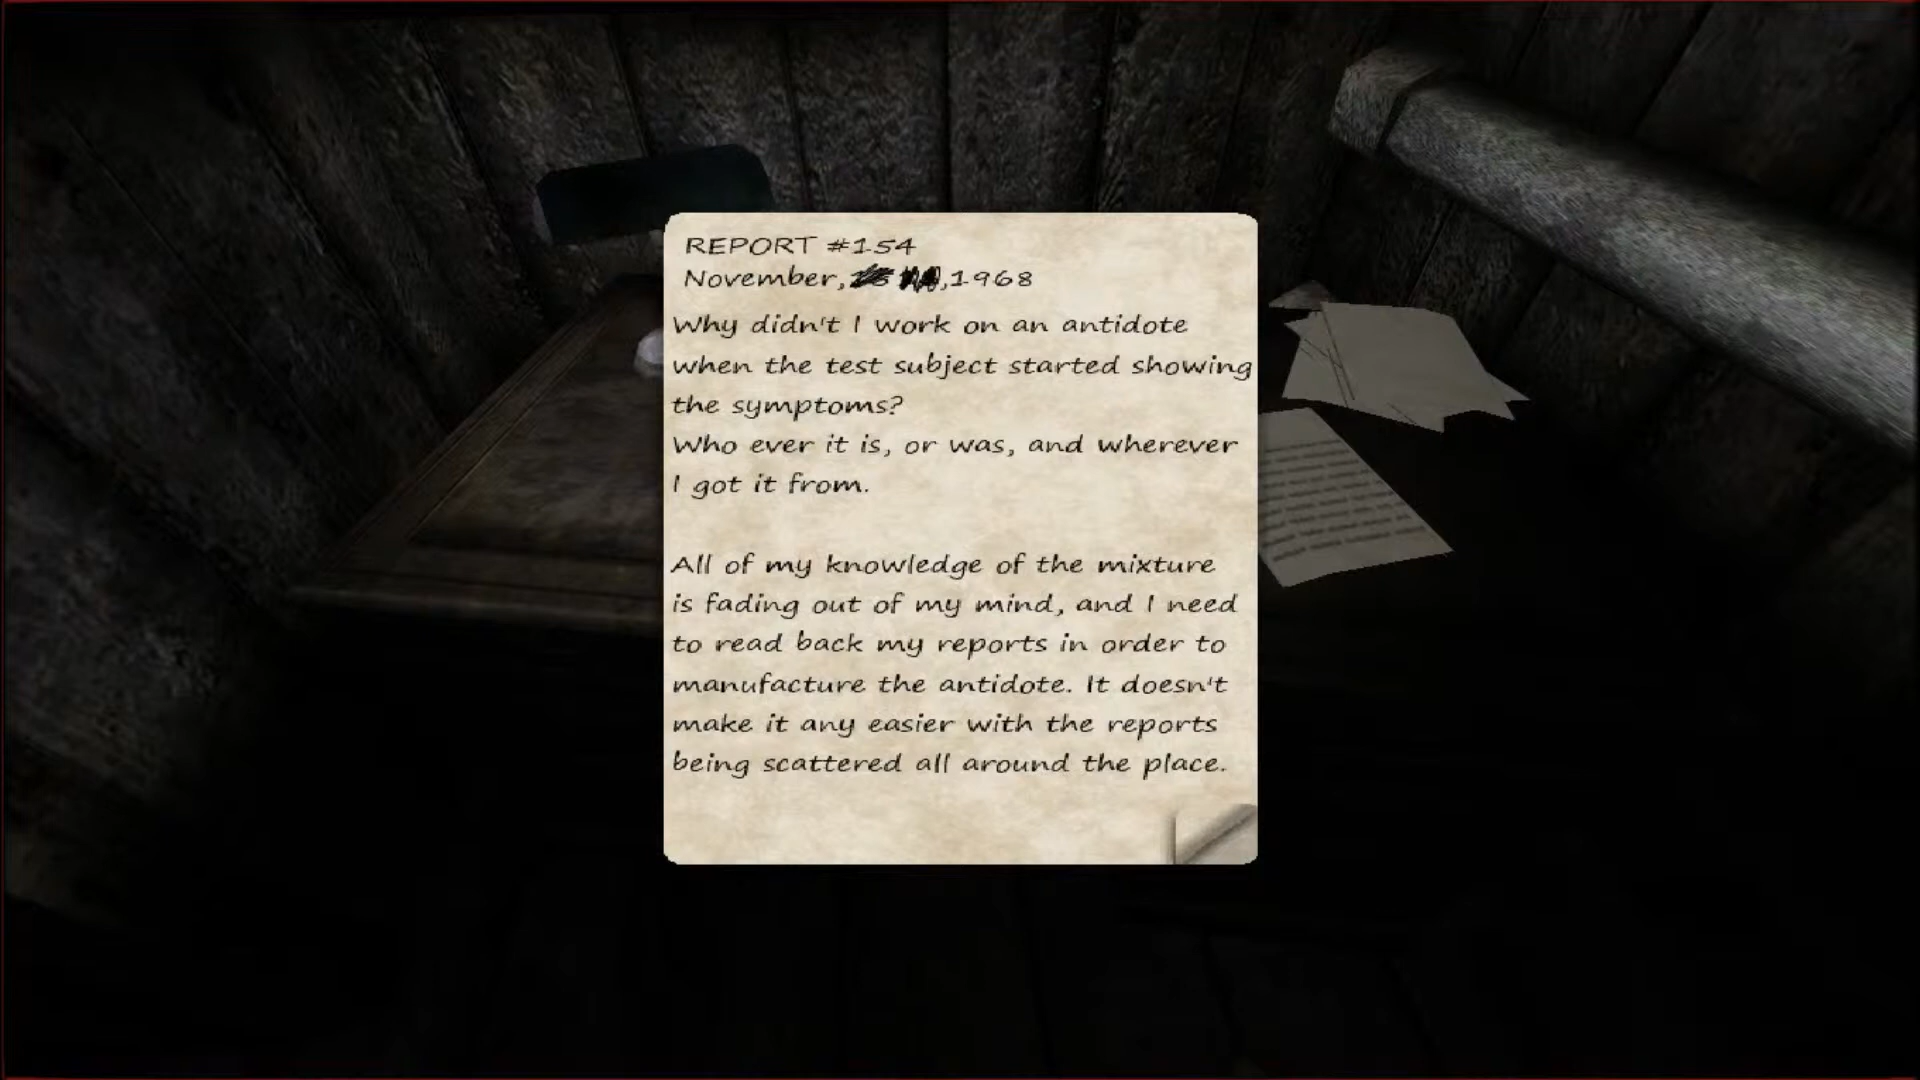 REPORT #154
November, ,1968
Why didn't I work on an antidote
when the test subject started showing
the symptoms?
Who ever it is, or was, and wherever
I got it from.
All of my knowledge of the mixture
is fading out of my mind, and I need
to read back my reports in order to
manufacture the antidote. It doesn't
make it any easier with the reports
being scattered all around the place.